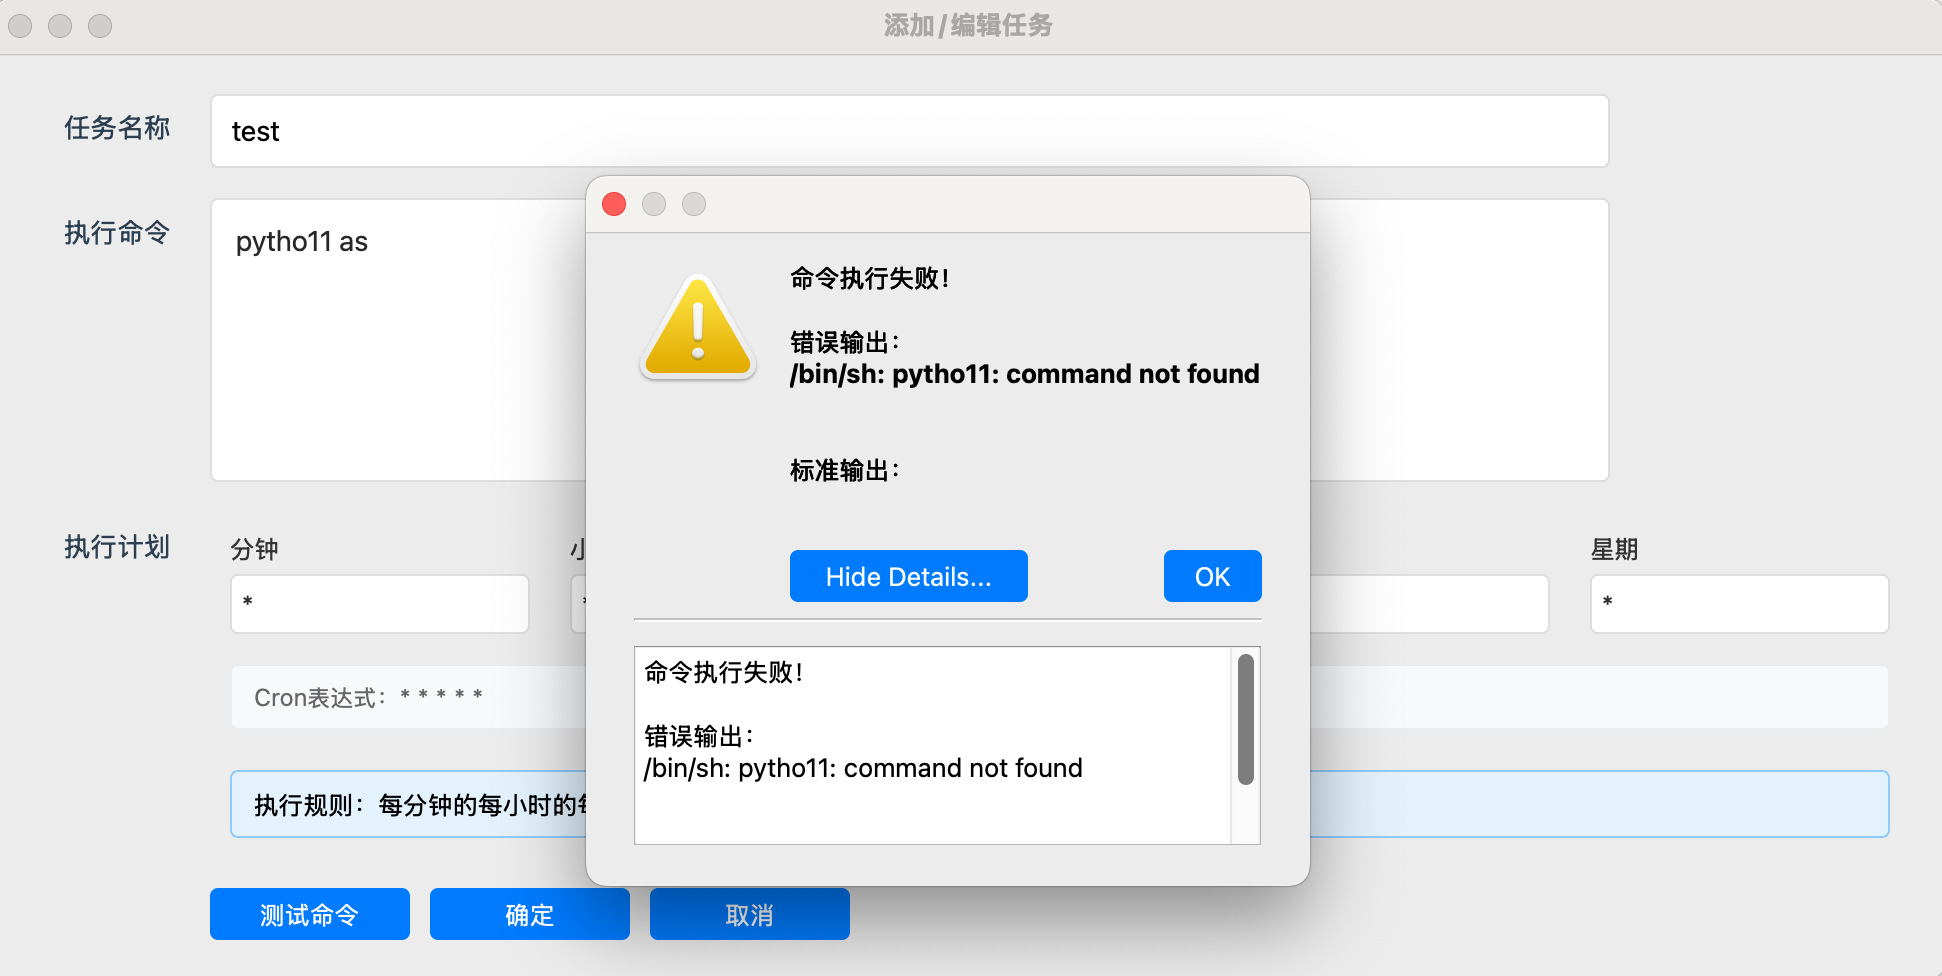 添加/编辑任务
任务名称
test
执行命令
pytho11 as
命令执行失败！
错误输出：
/bin/sh: pytho11: command not found
标准输出：
Hide Details...
OK
命令执行失败！
错误输出：
/bin/sh: pytho11: command not found
执行计划
分钟
星期
*
*
Cron表达式：* * * * *
执行规则：每分钟的每小时的
测试命令
确定
取消